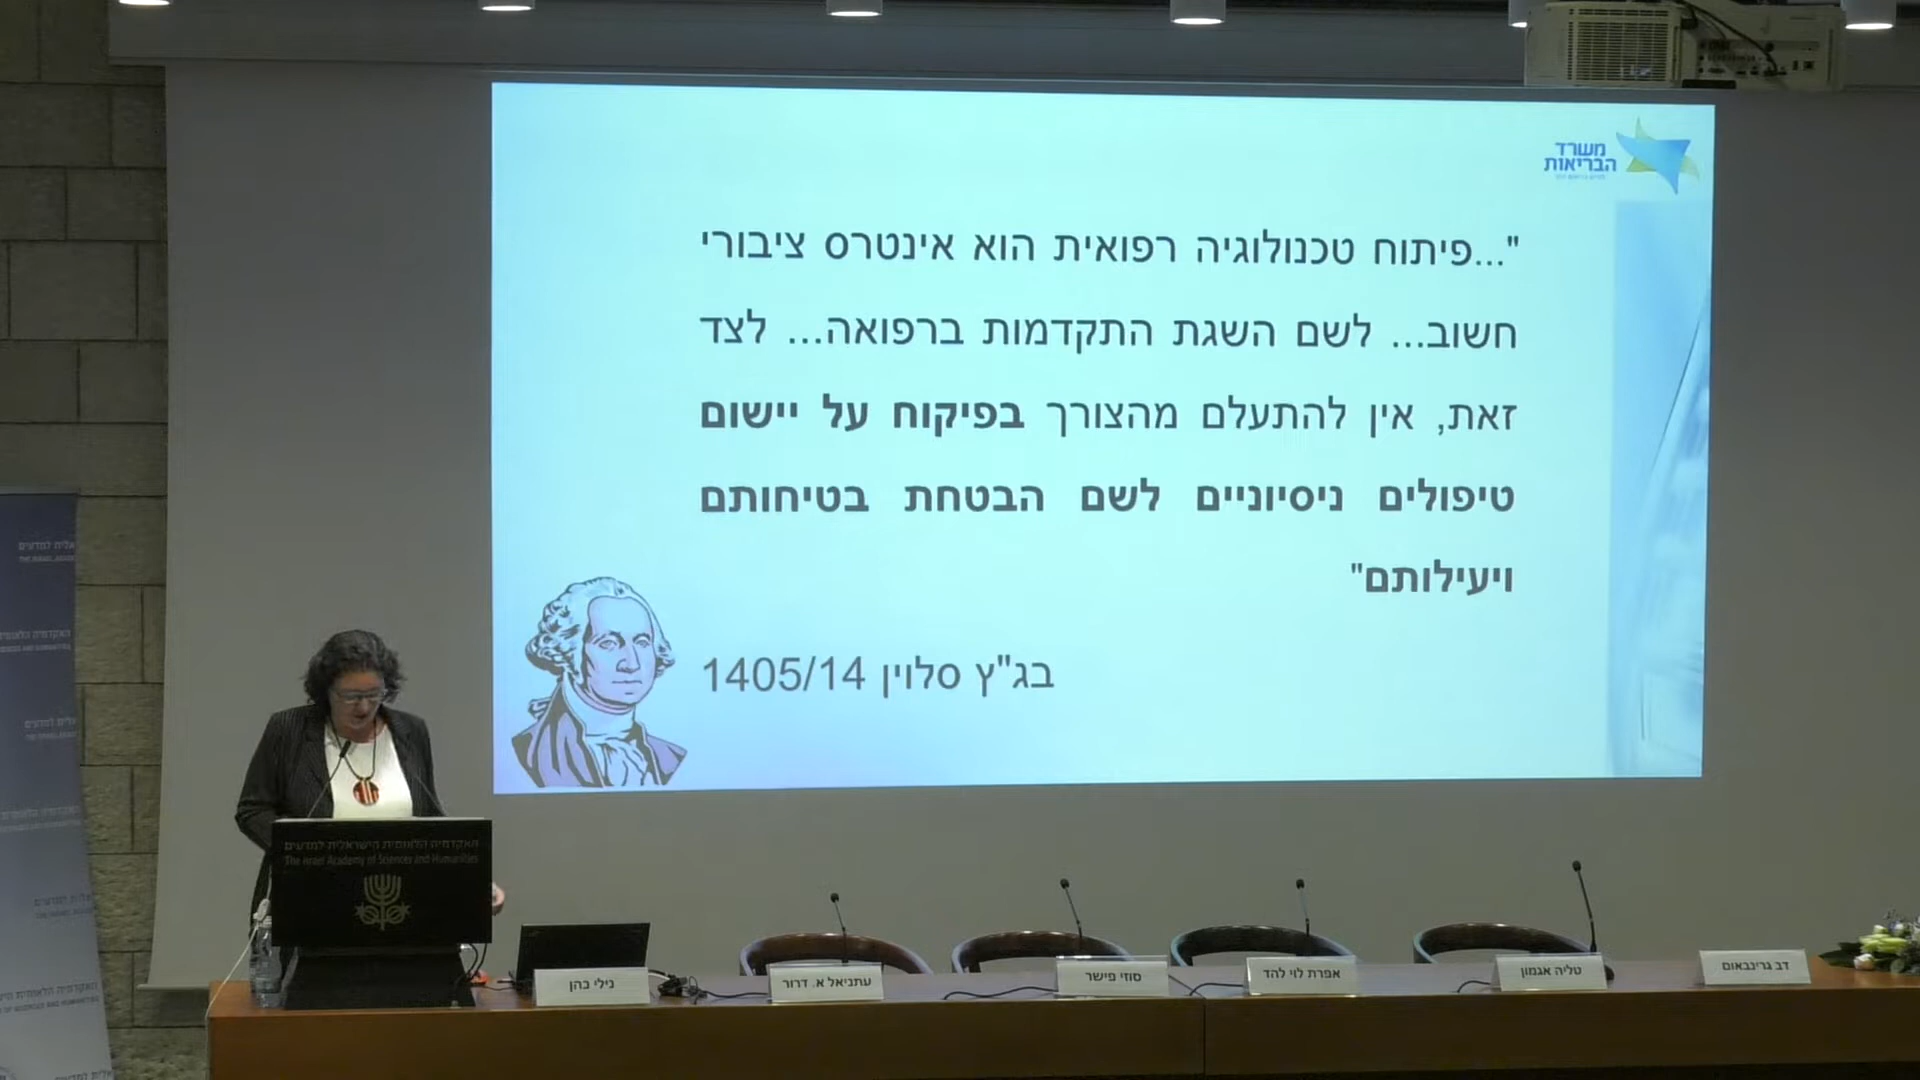 משרד
הבריאות
"...פיתוח טכנולוגיה רפואית הוא אינטרס ציבורי
חשוב... לשם השגת התקדמות ברפואה... לצד
זאת, אין להתעלם מהצורך בפיקוח על יישום
טיפולים ניסיוניים לשם הבטחת בטיחותם
ויעילותם"
בג"ץ סלוין 1405/14
האקדמיה הלאומית הישראלית למדעים
The Israel Academy of Sciences and Humanities
נילי כהן
עתניאל א. דרור
סוזי פישר
אפרת לוי להד
טליה אגמון
דב גרינבאום